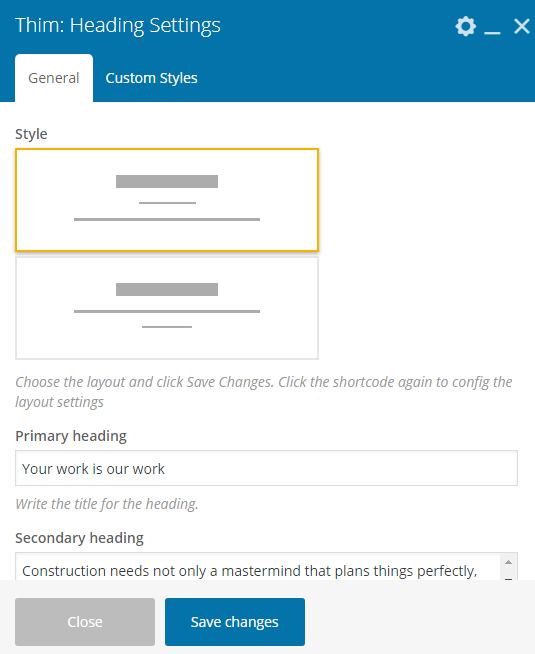 Thim: Heading Settings
General
Custom Styles
Style
Choose the layout and click Save Changes. Click the shortcode again to config the
layout settings
Primary heading
Your work is our work
Write the title for the heading.
Secondary heading
Construction needs not only a mastermind that plans things perfectly,
Close
Save changes